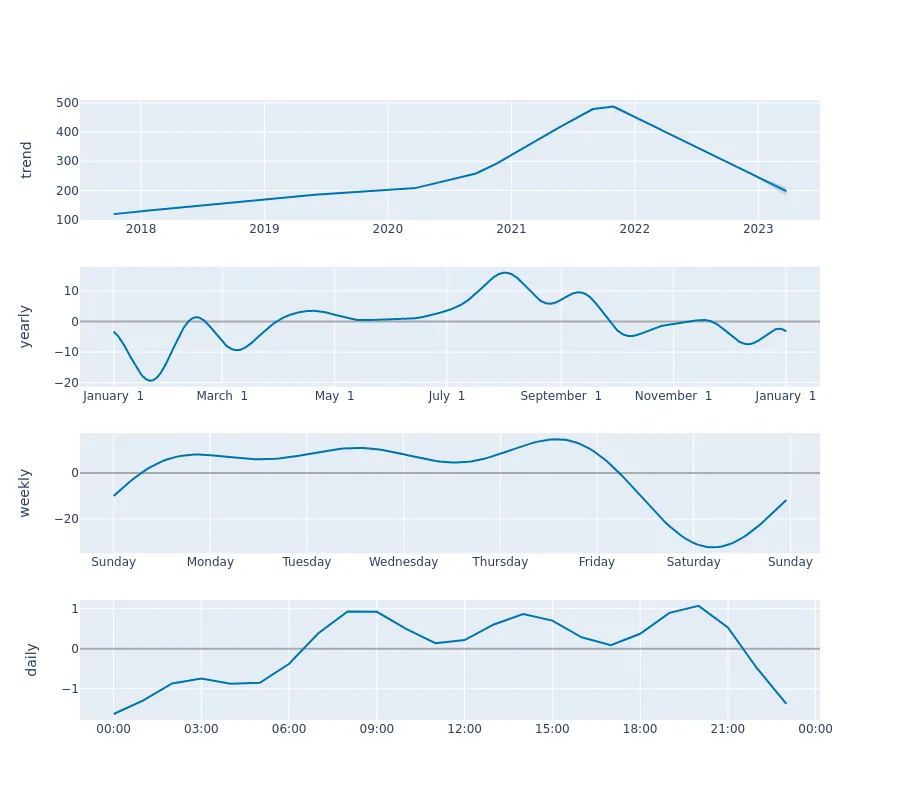 trend
500
400
300
200
100
2018 2019 2020 2021 2022 2023
yearly
10
0
−10
−20
January 1 March 1 May 1 July 1 September 1 November 1 January 1
weekly
0
−20
Sunday Monday Tuesday Wednesday Thursday Friday Saturday Sunday
daily
1
0
−1
00:00 03:00 06:00 09:00 12:00 15:00 18:00 21:00 00:00